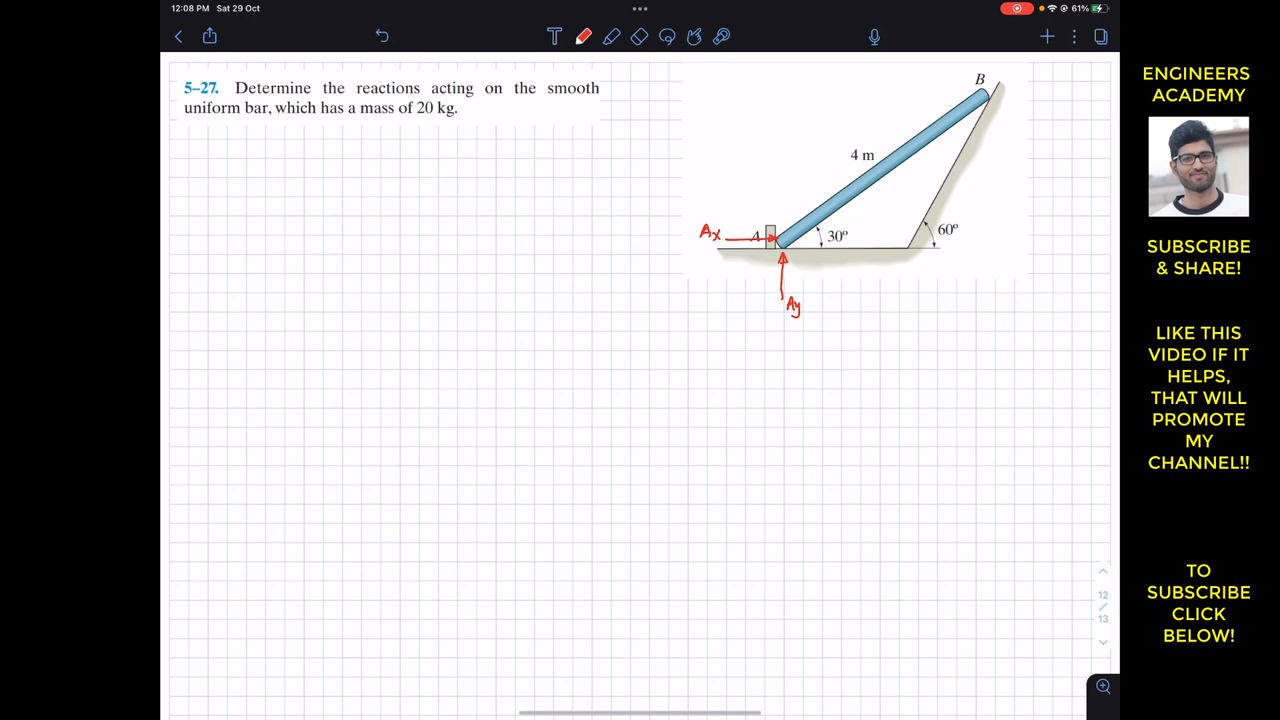 12:08 PM Sat 29 Oct
61%
5–27. Determine the reactions acting on the smooth
uniform bar, which has a mass of 20 kg.
B
4 m
Ax
A
30º
60º
Ay
12
13
ENGINEERS
ACADEMY
SUBSCRIBE
& SHARE!
LIKE THIS
VIDEO IF IT
HELPS,
THAT WILL
PROMOTE
MY
CHANNEL!!
TO
SUBSCRIBE
CLICK
BELOW!